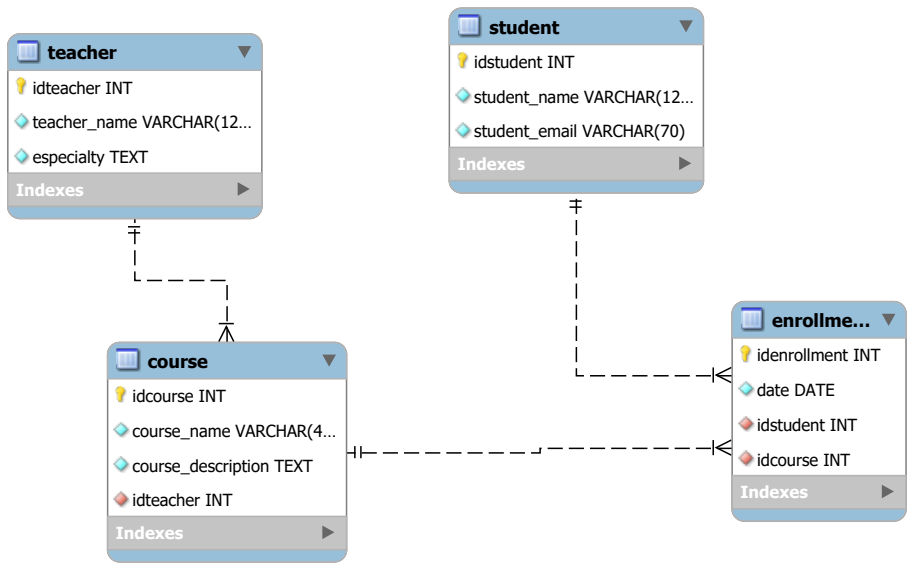 teacher
idteacher INT
teacher_name VARCHAR(12...
especialty TEXT
Indexes
student
idstudent INT
student_name VARCHAR(12...
student_email VARCHAR(70)
Indexes
course
idcourse INT
course_name VARCHAR(4...
course_description TEXT
idteacher INT
Indexes
enrollme...
idenrollment INT
date DATE
idstudent INT
idcourse INT
Indexes